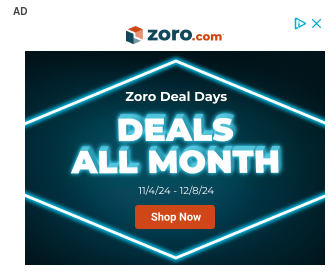 AD
zoro.com
Zoro Deal Days
DEALS
ALL MONTH
11/4/24 - 12/8/24
Shop Now